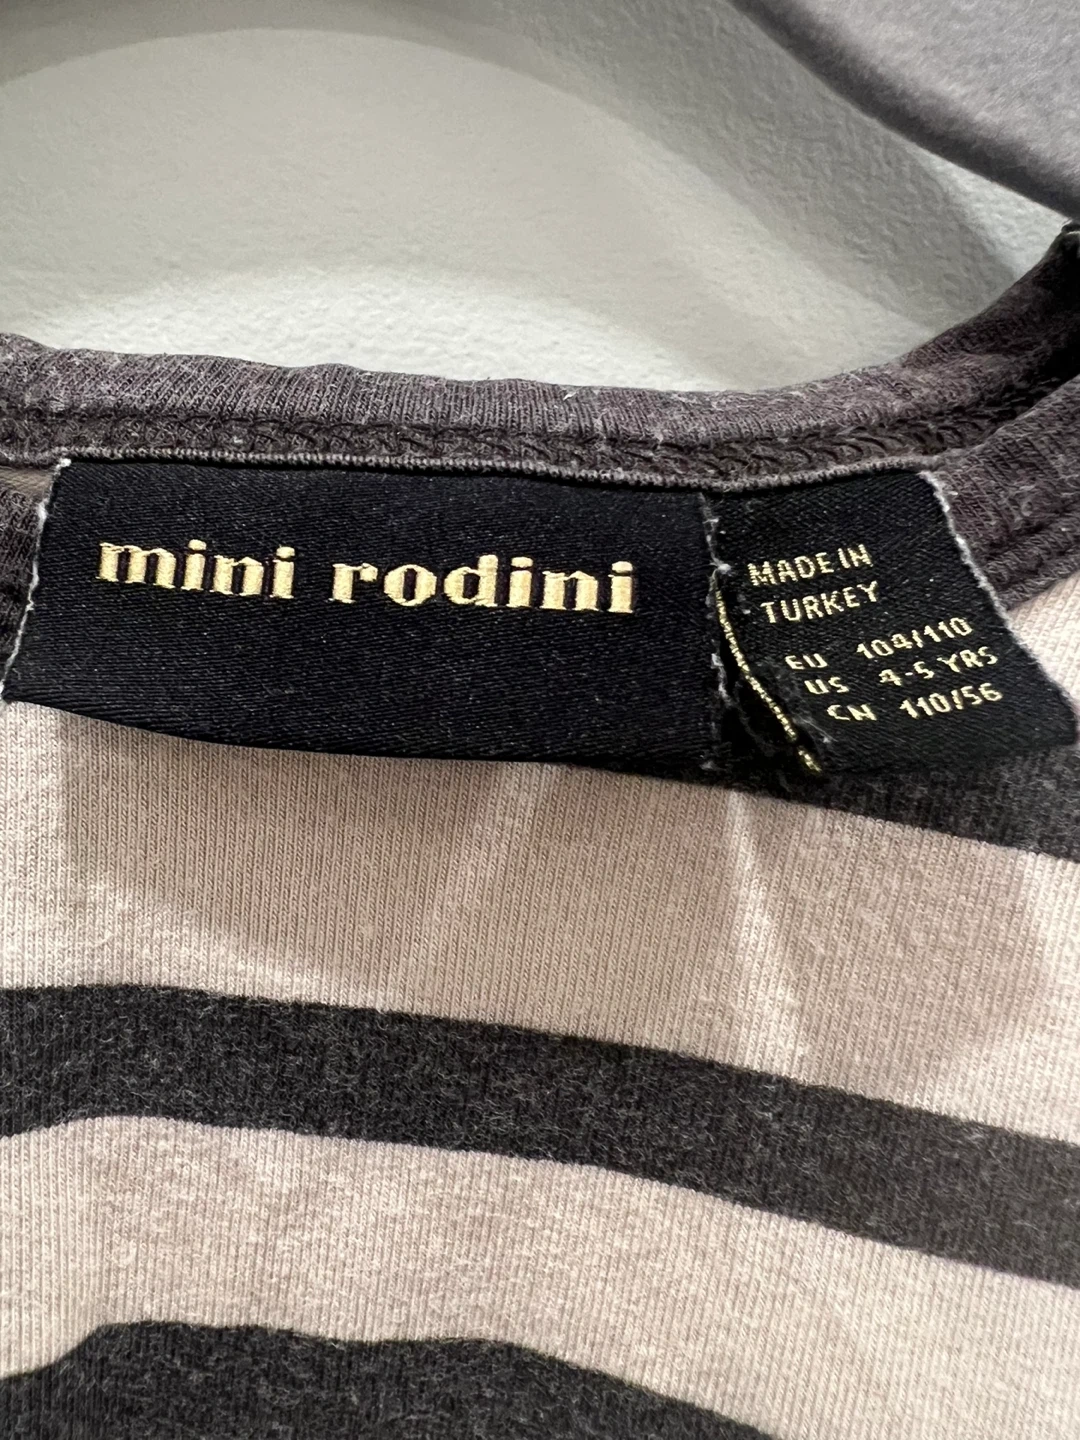 mini rodini
MADE IN
TURKEY
EU 104/110
US 4-5 YRS
CN 110/56